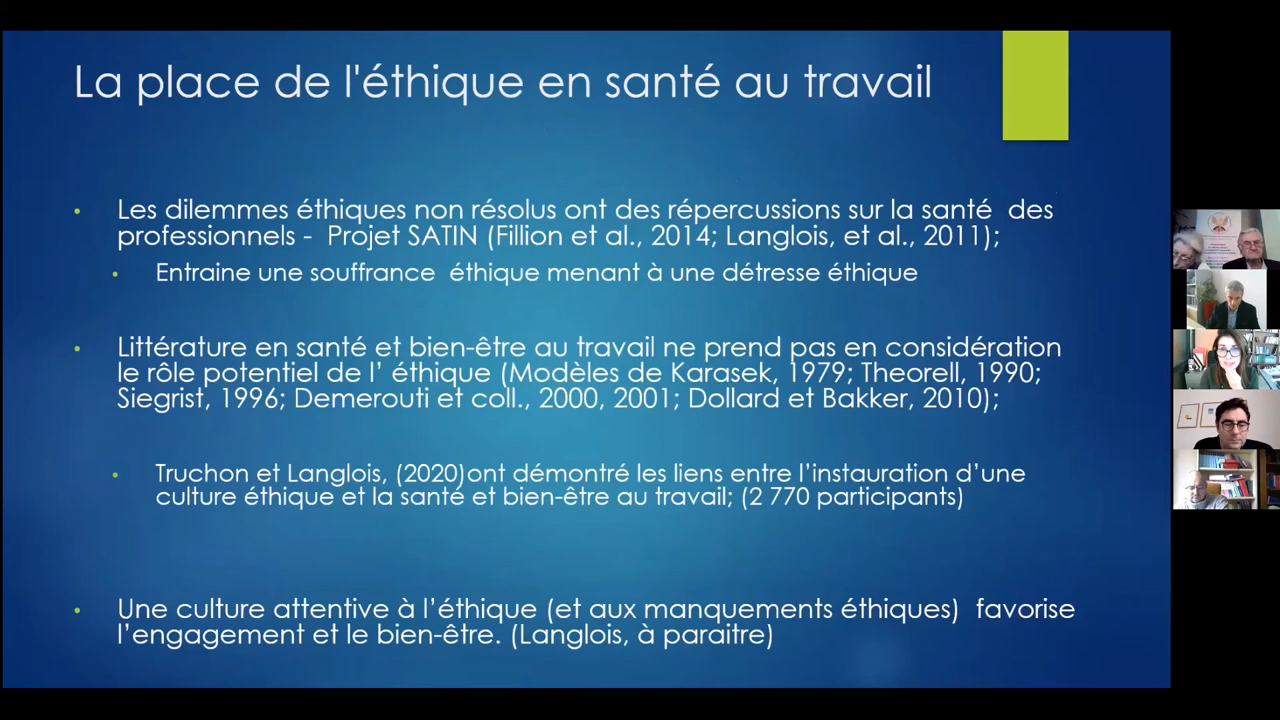 La place de l'éthique en santé au travail
• Les dilemmes éthiques non résolus ont des répercussions sur la santé des
professionnels - Projet SATIN (Fillion et al., 2014; Langlois, et al., 2011);
• Entraine une souffrance éthique menant à une détresse éthique
• Littérature en santé et bien-être au travail ne prend pas en considération
le rôle potentiel de l' éthique (Modèles de Karasek, 1979; Theorell, 1990;
Siegrist, 1996; Demerouti et coll., 2000, 2001; Dollard et Bakker, 2010);
• Truchon et Langlois, (2020)ont démontré les liens entre l'instauration d'une
culture éthique et la santé et bien-être au travail; (2 770 participants)
• Une culture attentive à l'éthique (et aux manquements éthiques) favorise
l'engagement et le bien-être. (Langlois, à paraitre)